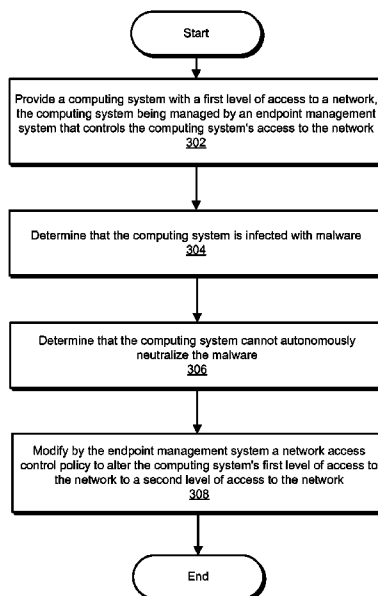 Start
Provide a computing system with a first level of access to a network,
the computing system being managed by an endpoint management
system that controls the computing system's access to the network
302
Determine that the computing system is infected with malware
304
Determine that the computing system cannot autonomously
neutralize the malware
306
Modify by the endpoint management system a network access
control policy to alter the computing system's first level of access to
the network to a second level of access to the network
308
End